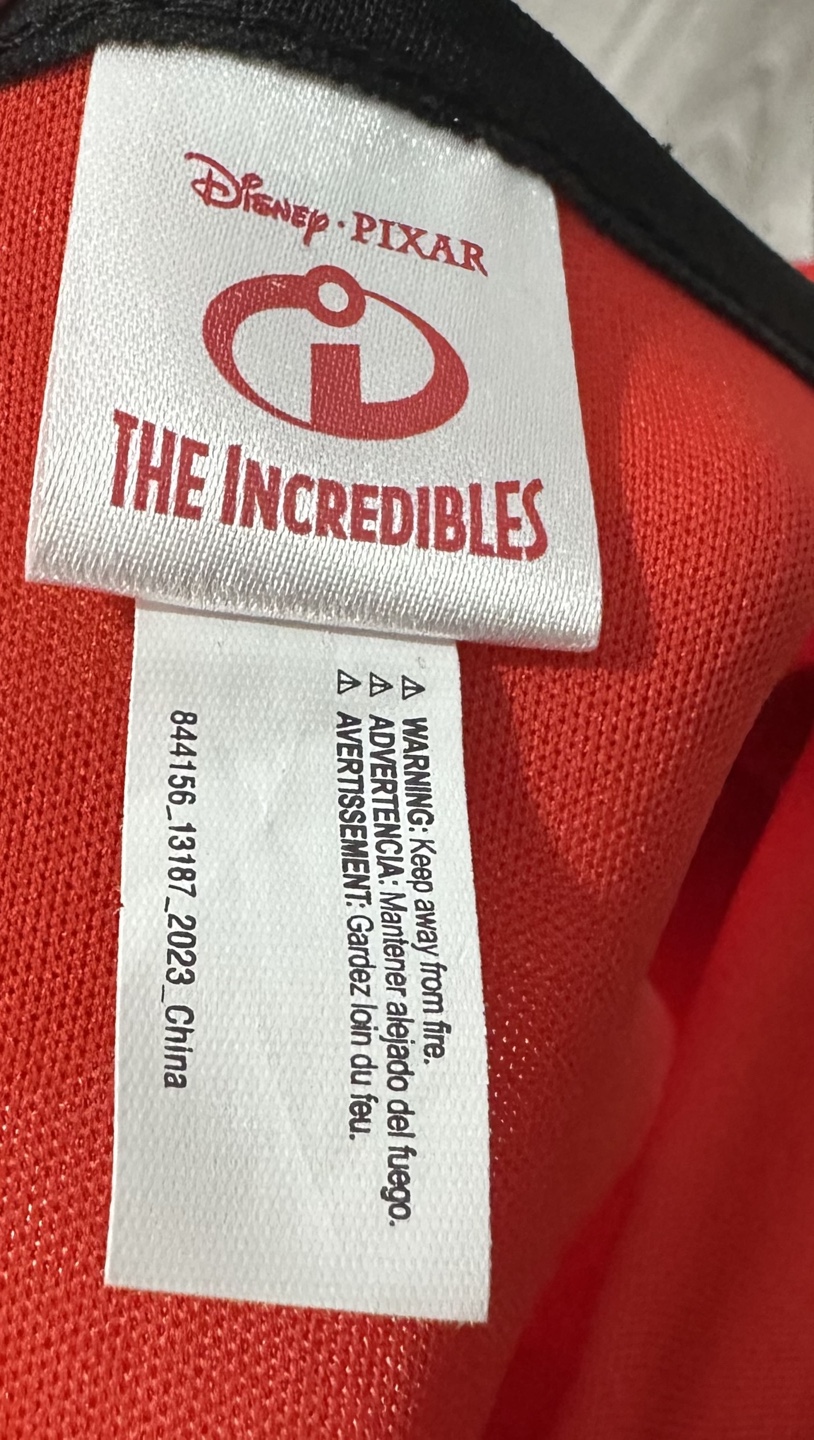 Disney·PIXAR
THE INCREDIBLES
⚠ WARNING: Keep away from fire.
⚠ ADVERTENCIA: Mantener alejado del fuego.
⚠ AVERTISSEMENT: Gardez loin du feu.
844156_13187_2023_China